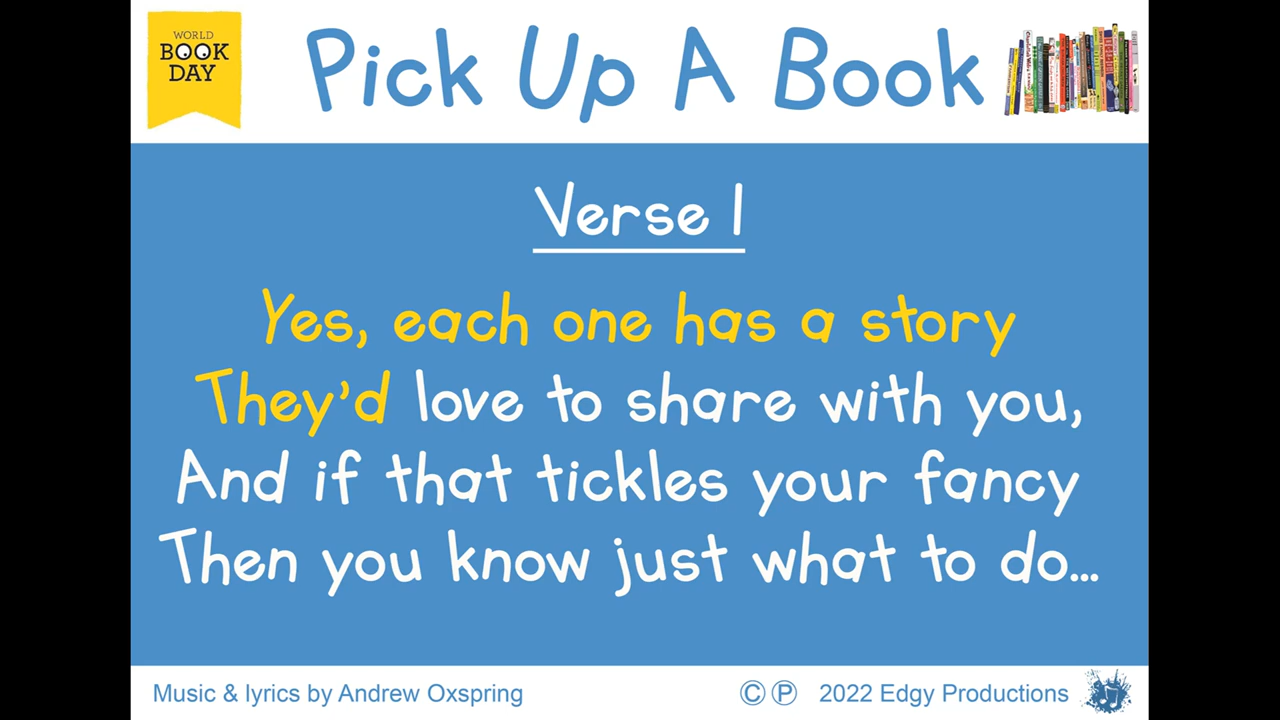 WORLD
BOOK
DAY
Pick Up A Book
Verse 1
Yes, each one has a story
They'd love to share with you,
And if that tickles your fancy
Then you know just what to do...
Music & lyrics by Andrew Oxspring
© ℗ 2022 Edgy Productions